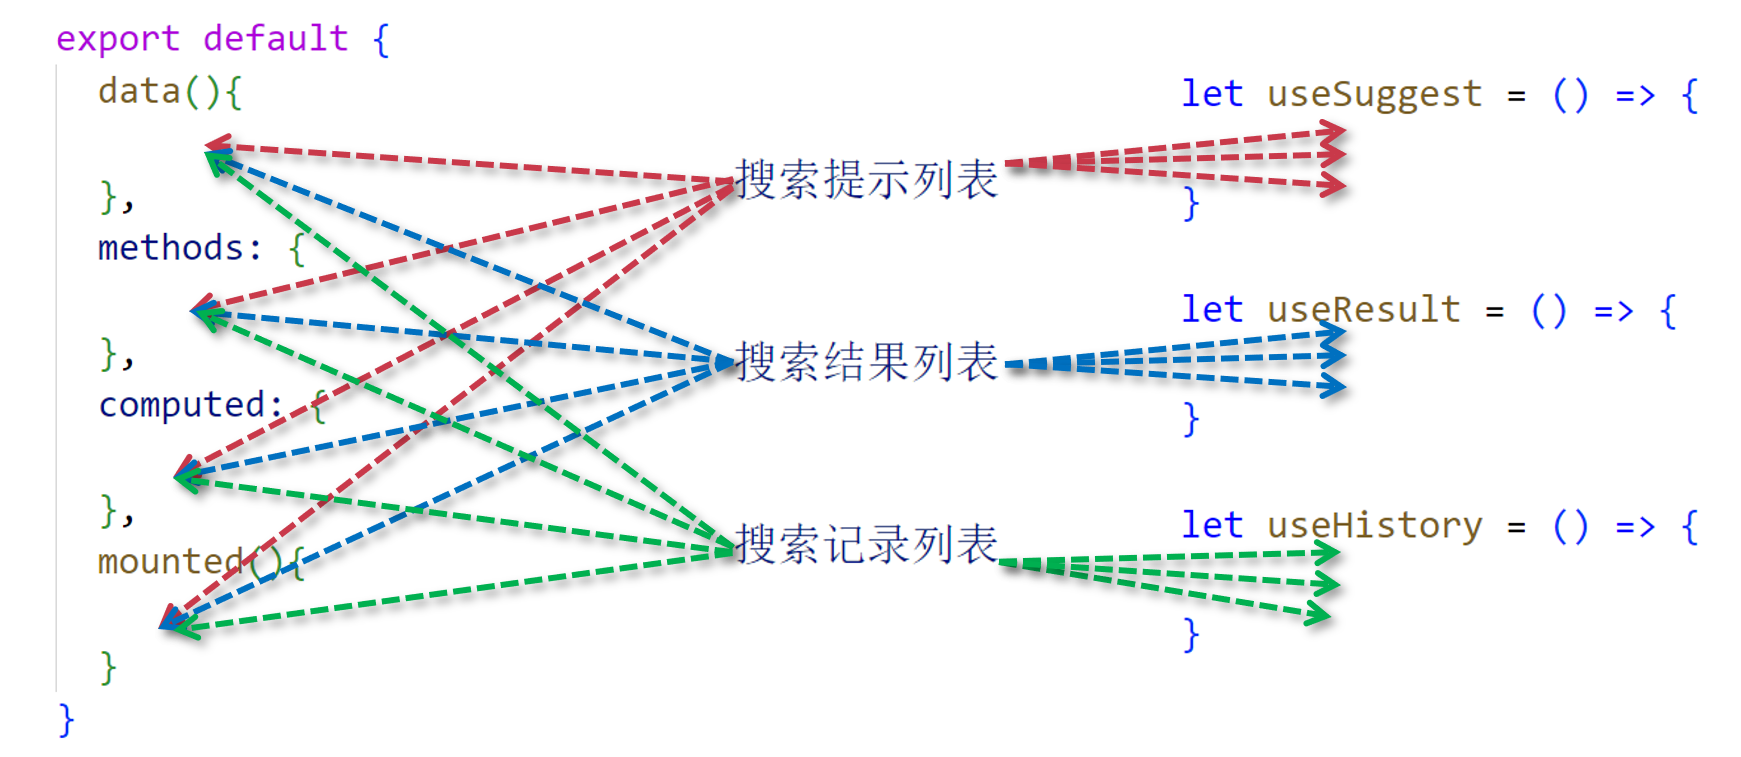 export default {
data(){
},
methods: {
},
computed: {
},
mounted(){
}
}
搜索提示列表
搜索结果列表
搜索记录列表
let useSuggest = () => {
}
let useResult = () => {
}
let useHistory = () => {
}